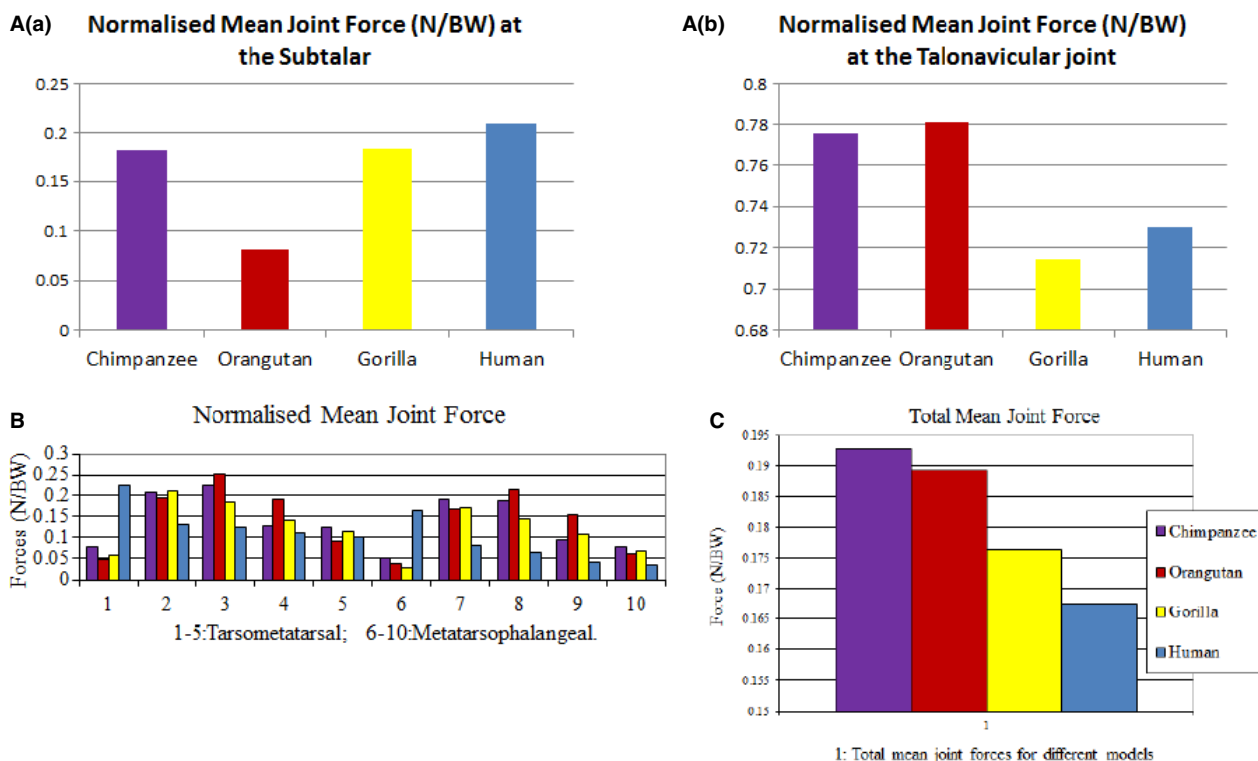 A(a)
Normalised Mean Joint Force (N/BW) at
the Subtalar
0.25
0.2
0.15
0.1
0.05
0
Chimpanzee Orangutan Gorilla Human
A(b)
Normalised Mean Joint Force (N/BW)
at the Talonavicular joint
0.8
0.78
0.76
0.74
0.72
0.7
0.68
Chimpanzee Orangutan Gorilla Human
B
Normalised Mean Joint Force
Forces (N/BW)
0.3
0.25
0.2
0.15
0.1
0.05
0
1 2 3 4 5 6 7 8 9 10
1-5:Tarsometatarsal; 6-10:Metatarsophalangeal.
C
Total Mean Joint Force
Force (N/BW)
0.195
0.19
0.185
0.18
0.175
0.17
0.165
0.16
0.155
0.15
1
Chimpanzee
Orangutan
Gorilla
Human
1: Total mean joint forces for different models